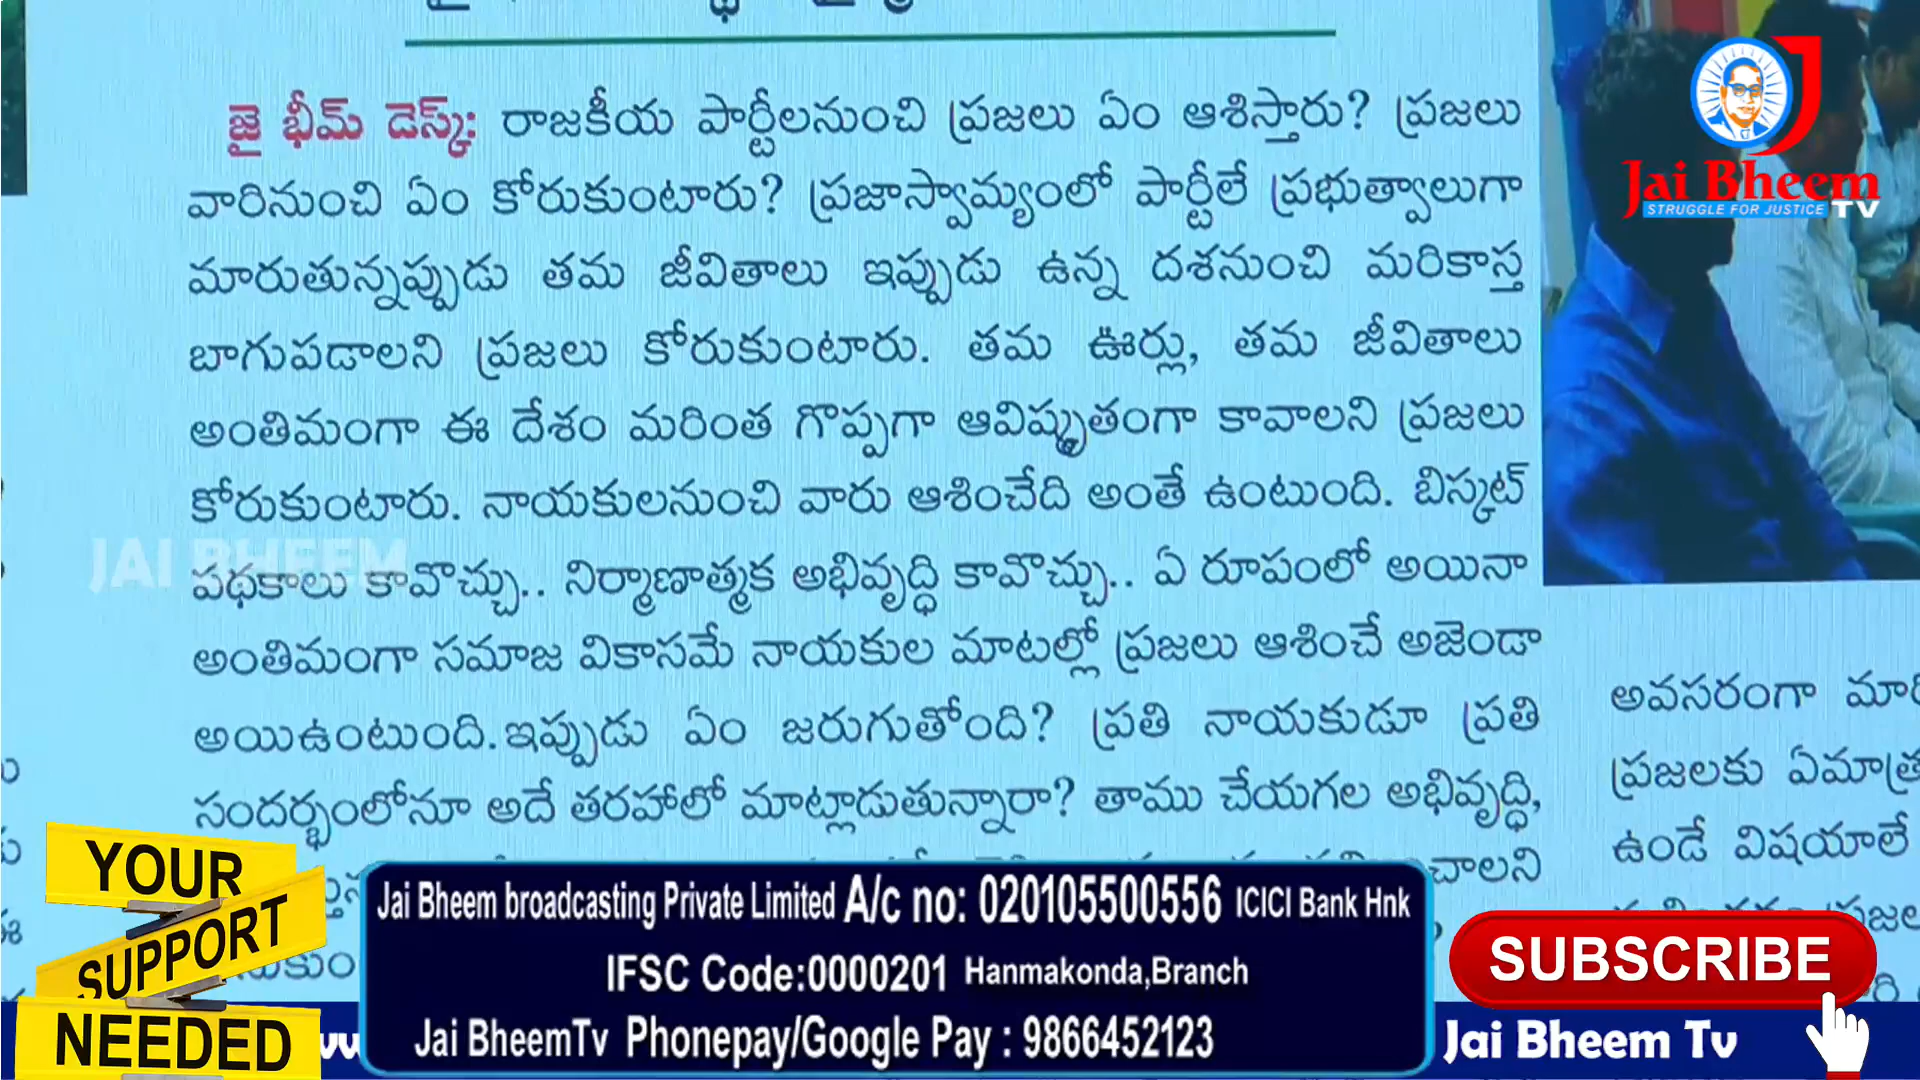 జై భీమ్ డెస్క్: రాజకీయ పార్టీలనుంచి ప్రజలు ఏం ఆశిస్తారు? ప్రజలు
వారినుంచి ఏం కోరుకుంటారు? ప్రజాస్వామ్యంలో పార్టీలే ప్రభుత్వాలుగా
మారుతున్నప్పుడు తమ జీవితాలు ఇప్పుడు ఉన్న దశనుంచి మరికాస్త
బాగుపడాలని ప్రజలు కోరుకుంటారు. తమ ఊర్లు, తమ జీవితాలు
అంతిమంగా ఈ దేశం మరింత గొప్పగా ఆవిష్కృతంగా కావాలని ప్రజలు
కోరుకుంటారు. నాయకులనుంచి వారు ఆశించేది అంతే ఉంటుంది. బిస్కట్
పథకాలు కావొచ్చు.. నిర్మాణాత్మక అభివృద్ధి కావొచ్చు.. ఏ రూపంలో అయినా
అంతిమంగా సమాజ వికాసమే నాయకుల మాటల్లో ప్రజలు ఆశించే అజెండా
అయిఉంటుంది.ఇప్పుడు ఏం జరుగుతోంది? ప్రతి నాయకుడూ ప్రతి
సందర్భంలోనూ అదే తరహాలో మాట్లాడుతున్నారా? తాము చేయగల అభివృద్ధి,
అవసరంగా
ప్రజలకు
ఉండే విషయాలే
Jai Bheem
STRUGGLE FOR JUSTICE TV
JAI BHEEM
YOUR
SUPPORT
NEEDED
Jai Bheem broadcasting Private Limited A/c no: 020105500556 ICICI Bank Hnk
IFSC Code:0000201 Hanmakonda,Branch
Jai BheemTv Phonepay/Google Pay : 9866452123
SUBSCRIBE
Jai Bheem Tv